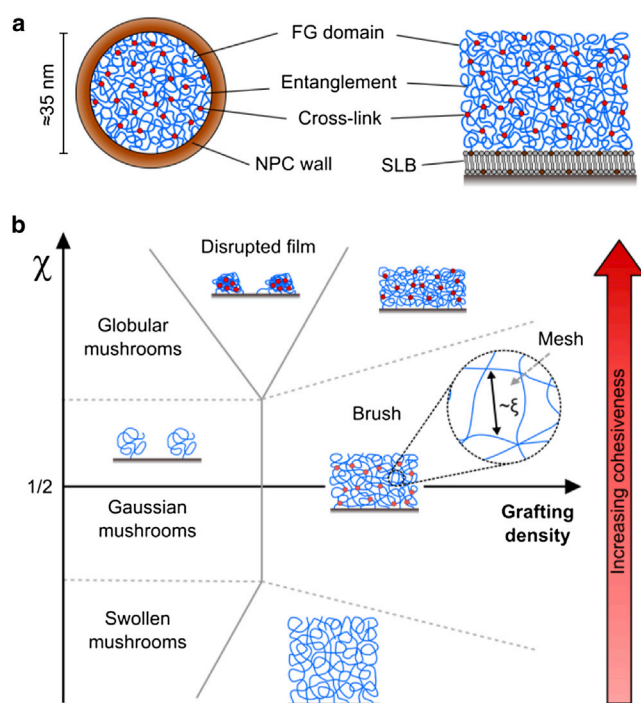 a
≈35 nm
FG domain
Entanglement
Cross-link
NPC wall
SLB
b
χ
Disrupted film
Globular
mushrooms
Mesh
~ξ
Brush
1/2
Gaussian
mushrooms
Grafting
density
Swollen
mushrooms
Increasing cohesiveness